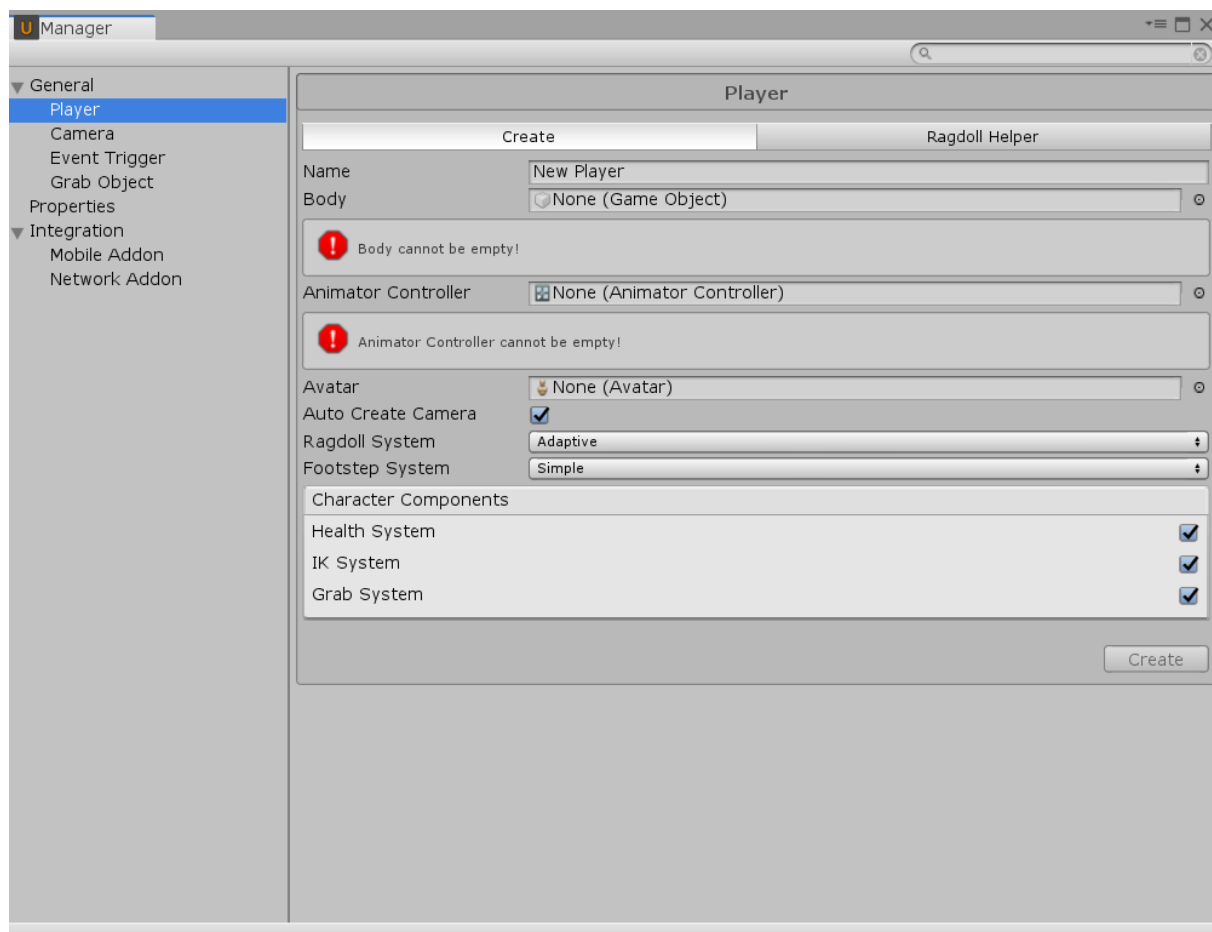 U Manager
General
Player
Camera
Event Trigger
Grab Object
Properties
Integration
Mobile Addon
Network Addon
Player
Create Ragdoll Helper
Name New Player
Body None (Game Object)
Body cannot be empty!
Animator Controller None (Animator Controller)
Animator Controller cannot be empty!
Avatar None (Avatar)
Auto Create Camera
Ragdoll System Adaptive
Footstep System Simple
Character Components
Health System
IK System
Grab System
Create